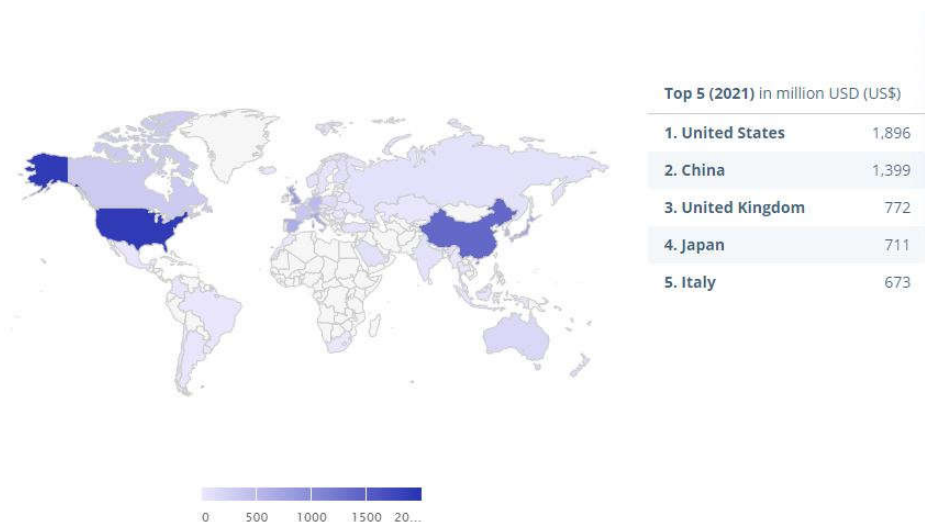 Top 5 (2021) in million USD (US$)
1. United States 1,896
2. China 1,399
3. United Kingdom 772
4. Japan 711
5. Italy 673
0 500 1000 1500 20...